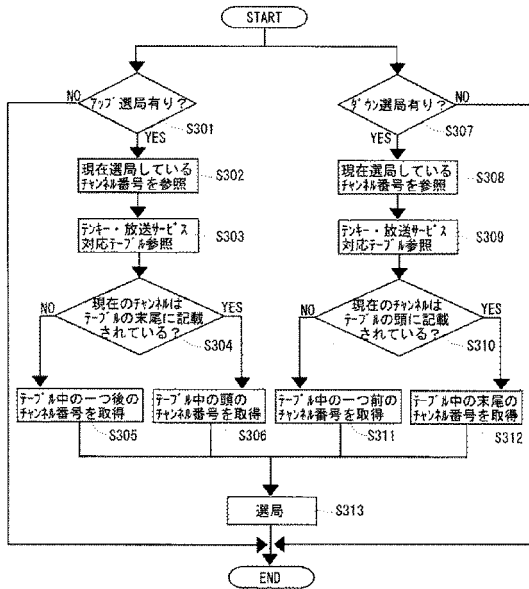 START
NO
アップ選局有り?
S301
YES
現在選局している
チャンネル番号を参照
S302
テンキー・放送サービス
対応テーブル参照
S303
現在のチャンネルは
テーブルの末尾に記載
されている?
NO
YES
S304
テーブル中の一つ後の
チャンネル番号を取得
S305
テーブル中の頭の
チャンネル番号を取得
S306
ダウン選局有り?
NO
S307
YES
現在選局している
チャンネル番号を参照
S308
テンキー・放送サービス
対応テーブル参照
S309
現在のチャンネルは
テーブルの頭に記載
されている?
NO
YES
S310
テーブル中の一つ前の
チャンネル番号を取得
S311
テーブル中の末尾の
チャンネル番号を取得
S312
選局
S313
END